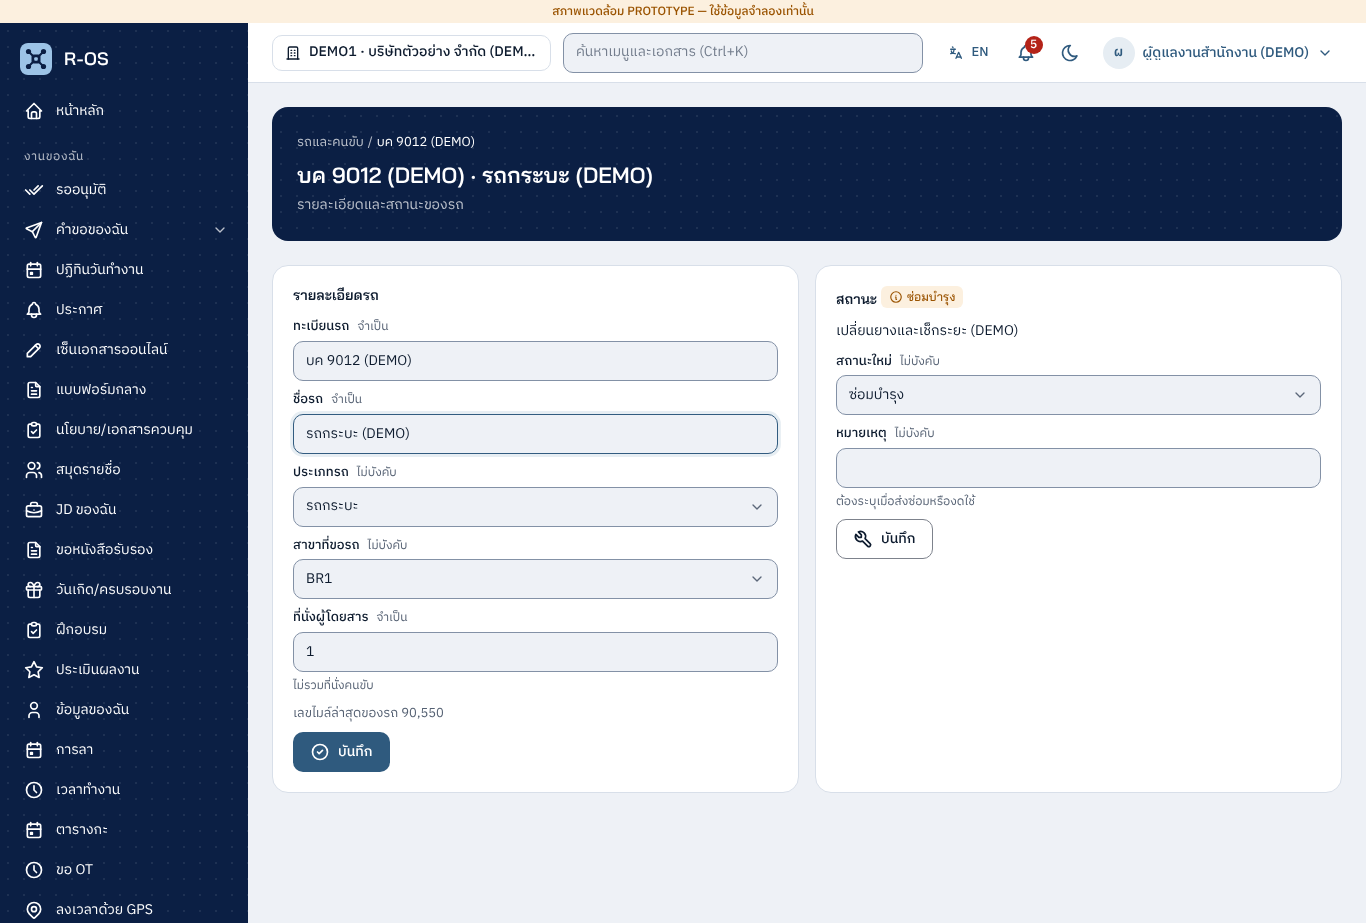 สภาพแวดล้อม PROTOTYPE — ใช้ข้อมูลจำลองเท่านั้น
R-OS
DEMO1 · บริษัทตัวอย่าง จำกัด (DEM...
ค้นหาเมนูและเอกสาร (Ctrl+K)
EN
5
ผ
ผู้ดูแลงานสำนักงาน (DEMO)
หน้าหลัก
งานของฉัน
รออนุมัติ
คำขอของฉัน
ปฏิทินวันทำงาน
ประกาศ
เซ็นเอกสารออนไลน์
แบบฟอร์มกลาง
นโยบาย/เอกสารควบคุม
สมุดรายชื่อ
JD ของฉัน
ขอหนังสือรับรอง
วันเกิด/ครบรอบงาน
ฝึกอบรม
ประเมินผลงาน
ข้อมูลของฉัน
การลา
เวลาทำงาน
ตารางกะ
ขอ OT
ลงเวลาด้วย GPS
รถและคนขับ / บค 9012 (DEMO)
บค 9012 (DEMO) · รถกระบะ (DEMO)
รายละเอียดและสถานะของรถ
รายละเอียดรถ
ทะเบียนรถ จำเป็น
บค 9012 (DEMO)
ชื่อรถ จำเป็น
รถกระบะ (DEMO)
ประเภทรถ ไม่บังคับ
รถกระบะ
สาขาที่ขอรถ ไม่บังคับ
BR1
ที่นั่งผู้โดยสาร จำเป็น
1
ไม่รวมที่นั่งคนขับ
เลขไมล์ล่าสุดของรถ 90,550
บันทึก
สถานะ ซ่อมบำรุง
เปลี่ยนยางและเช็กระยะ (DEMO)
สถานะใหม่ ไม่บังคับ
ซ่อมบำรุง
หมายเหตุ ไม่บังคับ
ต้องระบุเมื่อส่งซ่อมหรืองดใช้
บันทึก